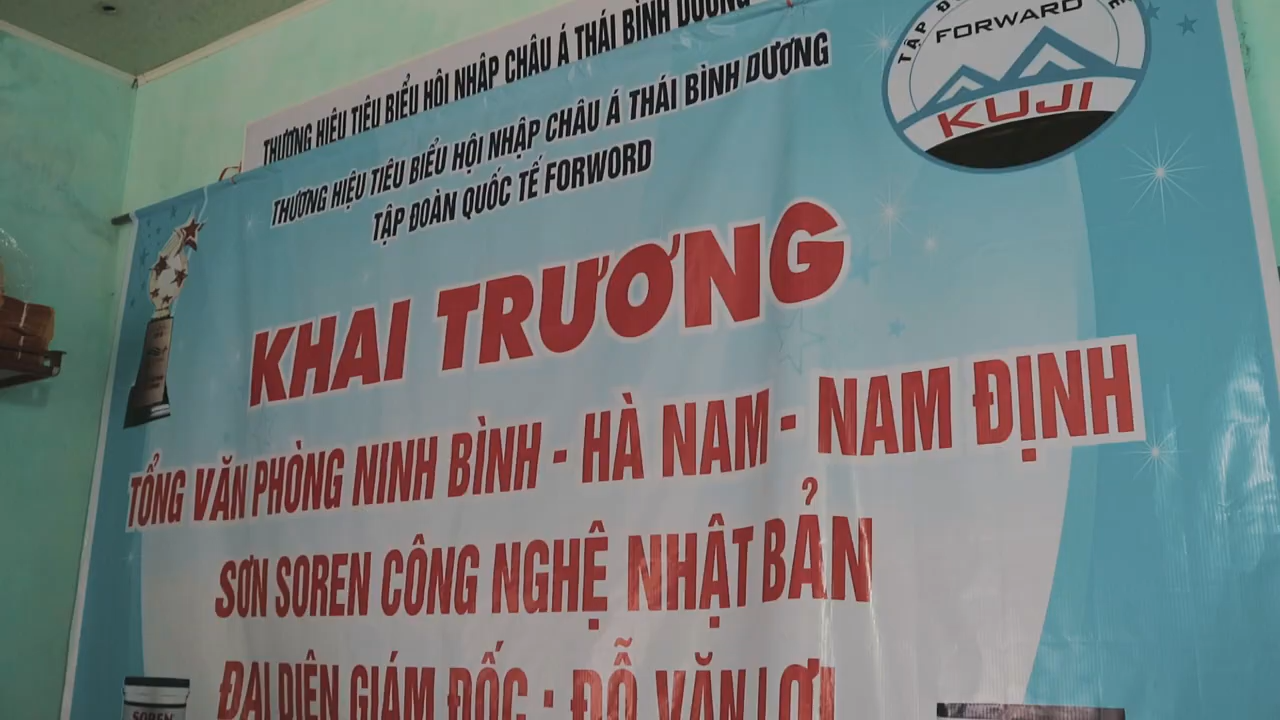 THƯƠNG HIỆU TIÊU BIỂU HỘI NHẬP CHÂU Á THÁI BÌNH DƯƠNG
THƯƠNG HIỆU TIÊU BIỂU HỘI NHẬP CHÂU Á THÁI BÌNH DƯƠNG
TẬP ĐOÀN QUỐC TẾ FORWORD
TẬP
FORWARD
KUJI
KHAI TRƯƠNG
TỔNG VĂN PHÒNG NINH BÌNH - HÀ NAM - NAM ĐỊNH
SƠN SOREN CÔNG NGHỆ NHẬT BẢN
ĐẠI DIỆN GIÁM ĐỐC : ĐỖ VĂN LỢI
SOREN